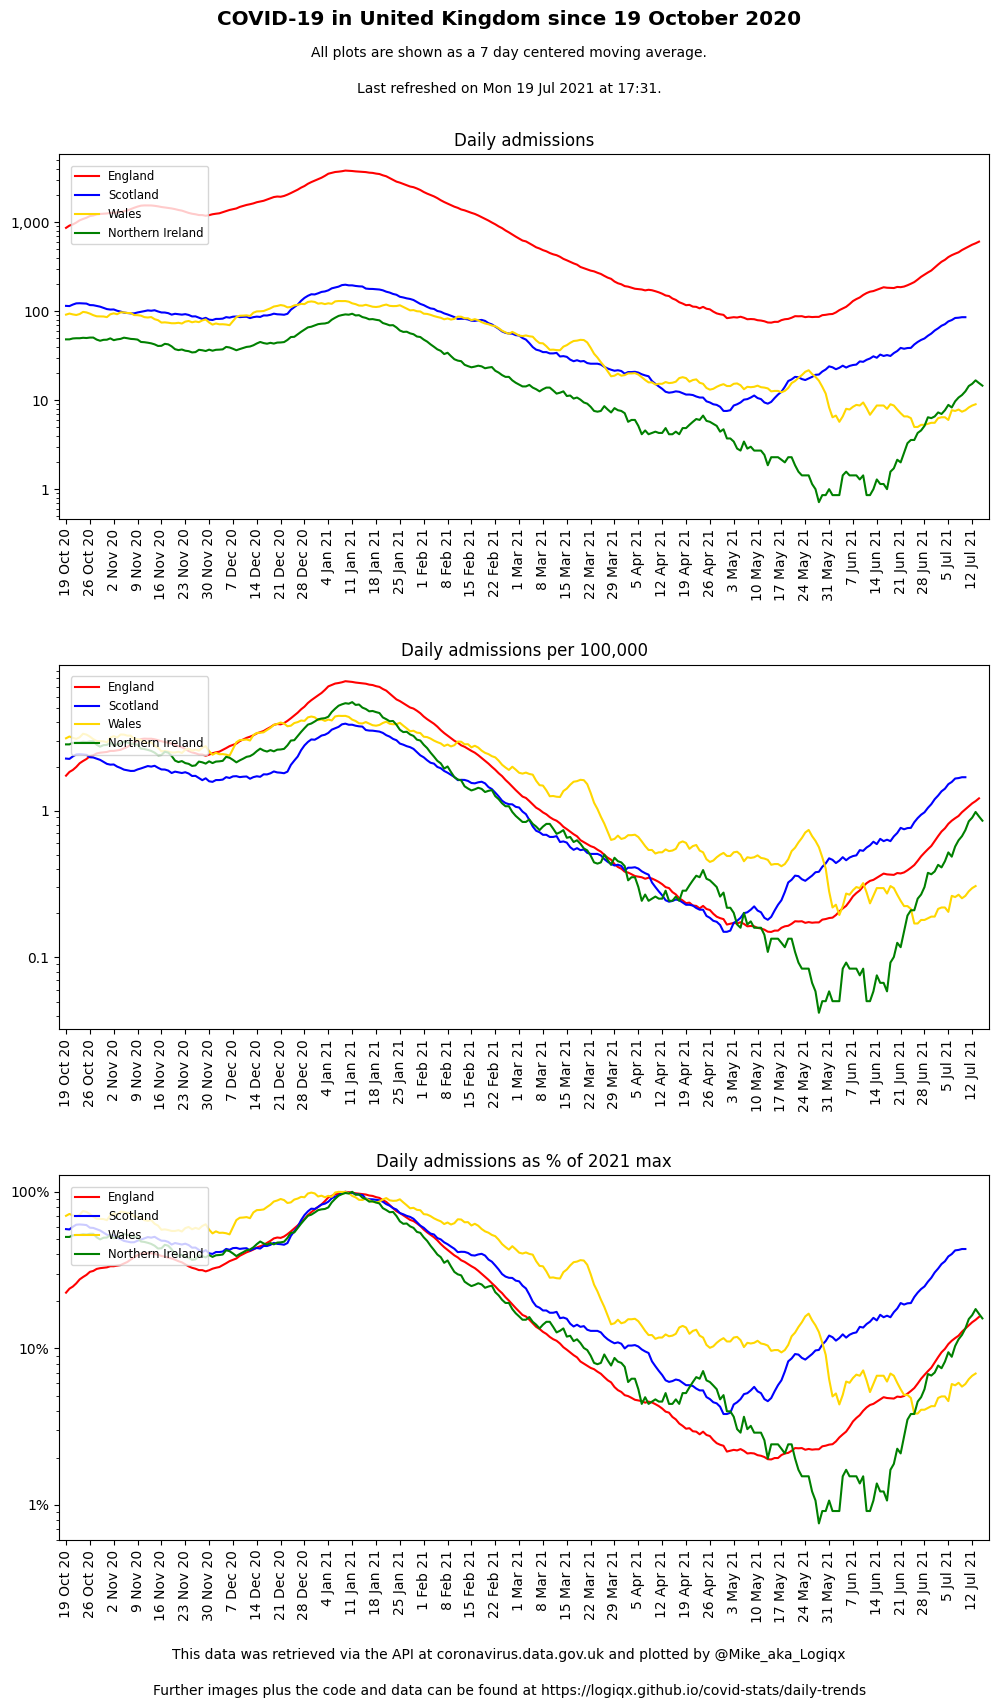 COVID-19 in United Kingdom since 19 October 2020
All plots are shown as a 7 day centered moving average.
Last refreshed on Mon 19 Jul 2021 at 17:31.
Daily admissions
England
Scotland
Wales
Northern Ireland
1,000
100
10
1
19 Oct 20
26 Oct 20
2 Nov 20
9 Nov 20
16 Nov 20
23 Nov 20
30 Nov 20
7 Dec 20
14 Dec 20
21 Dec 20
28 Dec 20
4 Jan 21
11 Jan 21
18 Jan 21
25 Jan 21
1 Feb 21
8 Feb 21
15 Feb 21
22 Feb 21
1 Mar 21
8 Mar 21
15 Mar 21
22 Mar 21
29 Mar 21
5 Apr 21
12 Apr 21
19 Apr 21
26 Apr 21
3 May 21
10 May 21
17 May 21
24 May 21
31 May 21
7 Jun 21
14 Jun 21
21 Jun 21
28 Jun 21
5 Jul 21
12 Jul 21
Daily admissions per 100,000
England
Scotland
Wales
Northern Ireland
1
0.1
19 Oct 20
26 Oct 20
2 Nov 20
9 Nov 20
16 Nov 20
23 Nov 20
30 Nov 20
7 Dec 20
14 Dec 20
21 Dec 20
28 Dec 20
4 Jan 21
11 Jan 21
18 Jan 21
25 Jan 21
1 Feb 21
8 Feb 21
15 Feb 21
22 Feb 21
1 Mar 21
8 Mar 21
15 Mar 21
22 Mar 21
29 Mar 21
5 Apr 21
12 Apr 21
19 Apr 21
26 Apr 21
3 May 21
10 May 21
17 May 21
24 May 21
31 May 21
7 Jun 21
14 Jun 21
21 Jun 21
28 Jun 21
5 Jul 21
12 Jul 21
Daily admissions as % of 2021 max
England
Scotland
Wales
Northern Ireland
100%
10%
1%
19 Oct 20
26 Oct 20
2 Nov 20
9 Nov 20
16 Nov 20
23 Nov 20
30 Nov 20
7 Dec 20
14 Dec 20
21 Dec 20
28 Dec 20
4 Jan 21
11 Jan 21
18 Jan 21
25 Jan 21
1 Feb 21
8 Feb 21
15 Feb 21
22 Feb 21
1 Mar 21
8 Mar 21
15 Mar 21
22 Mar 21
29 Mar 21
5 Apr 21
12 Apr 21
19 Apr 21
26 Apr 21
3 May 21
10 May 21
17 May 21
24 May 21
31 May 21
7 Jun 21
14 Jun 21
21 Jun 21
28 Jun 21
5 Jul 21
12 Jul 21
This data was retrieved via the API at coronavirus.data.gov.uk and plotted by @Mike_aka_Logiqx
Further images plus the code and data can be found at https://logiqx.github.io/covid-stats/daily-trends